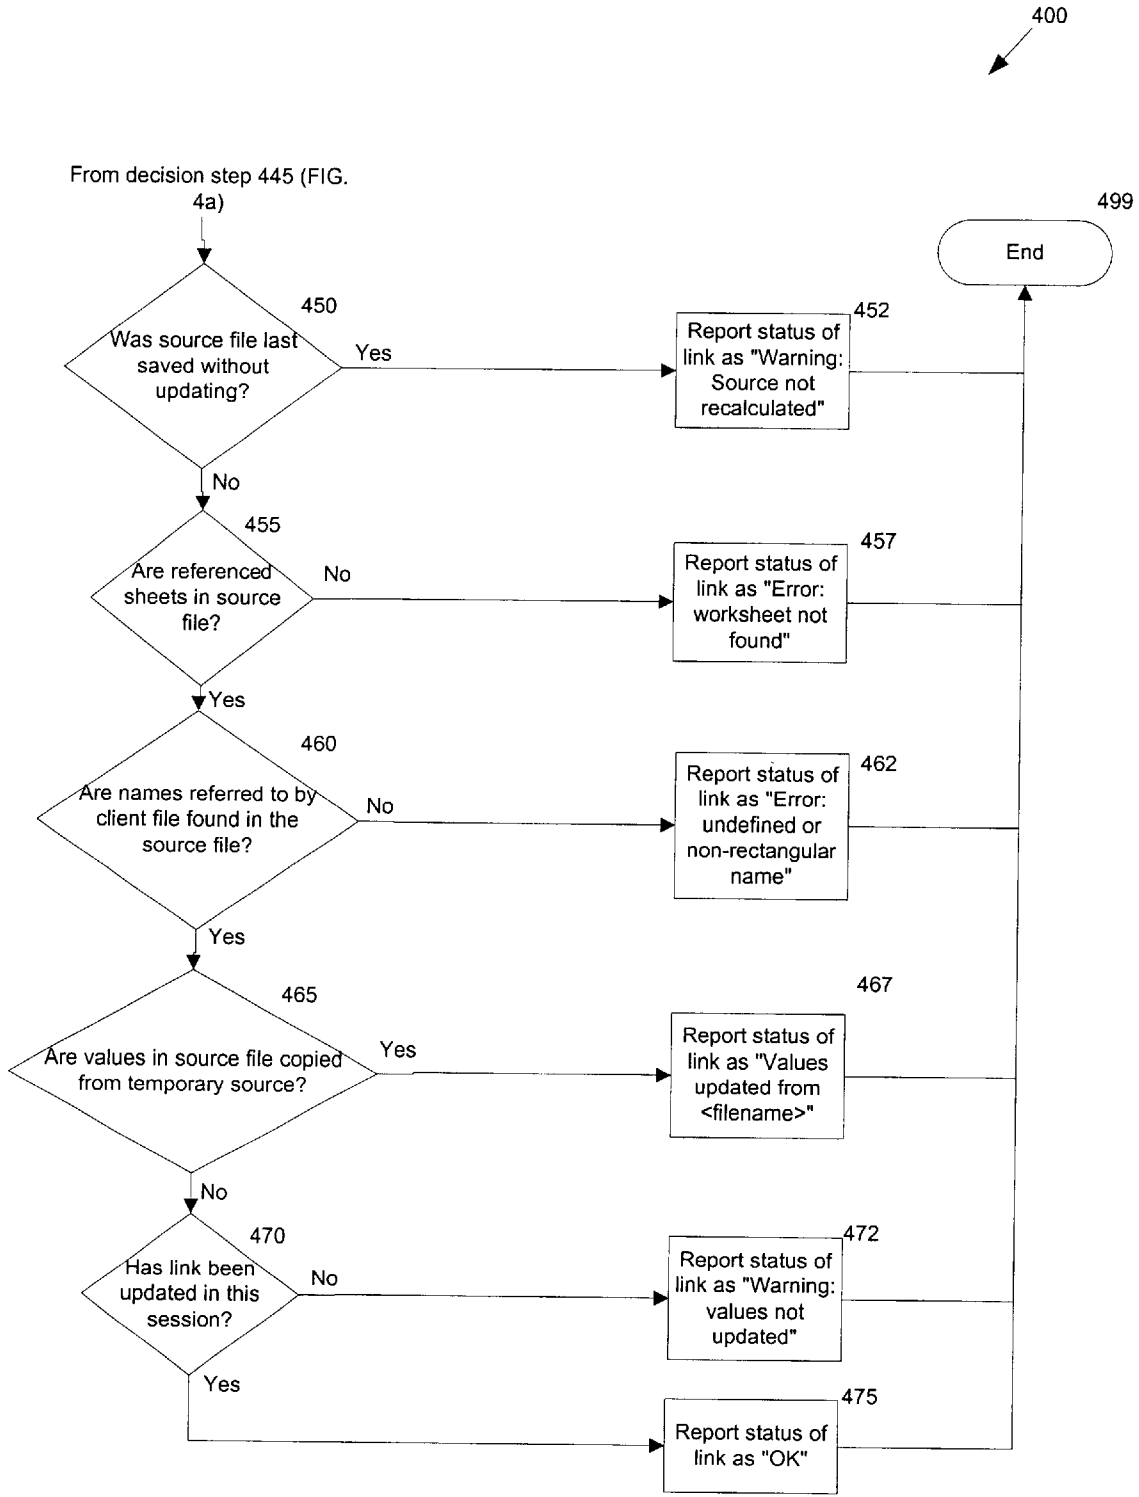 400
From decision step 445 (FIG.
4a)
499
End
450
Was source file last
saved without
updating?
Yes
452
Report status of
link as "Warning:
Source not
recalculated"
No
455
Are referenced
sheets in source
file?
No
457
Report status of
link as "Error:
worksheet not
found"
Yes
460
Are names referred to by
client file found in the
source file?
No
462
Report status of
link as "Error:
undefined or
non-rectangular
name"
Yes
465
Are values in source file copied
from temporary source?
Yes
467
Report status of
link as "Values
updated from
<filename>"
No
470
Has link been
updated in this
session?
No
472
Report status of
link as "Warning:
values not
updated"
Yes
475
Report status of
link as "OK"